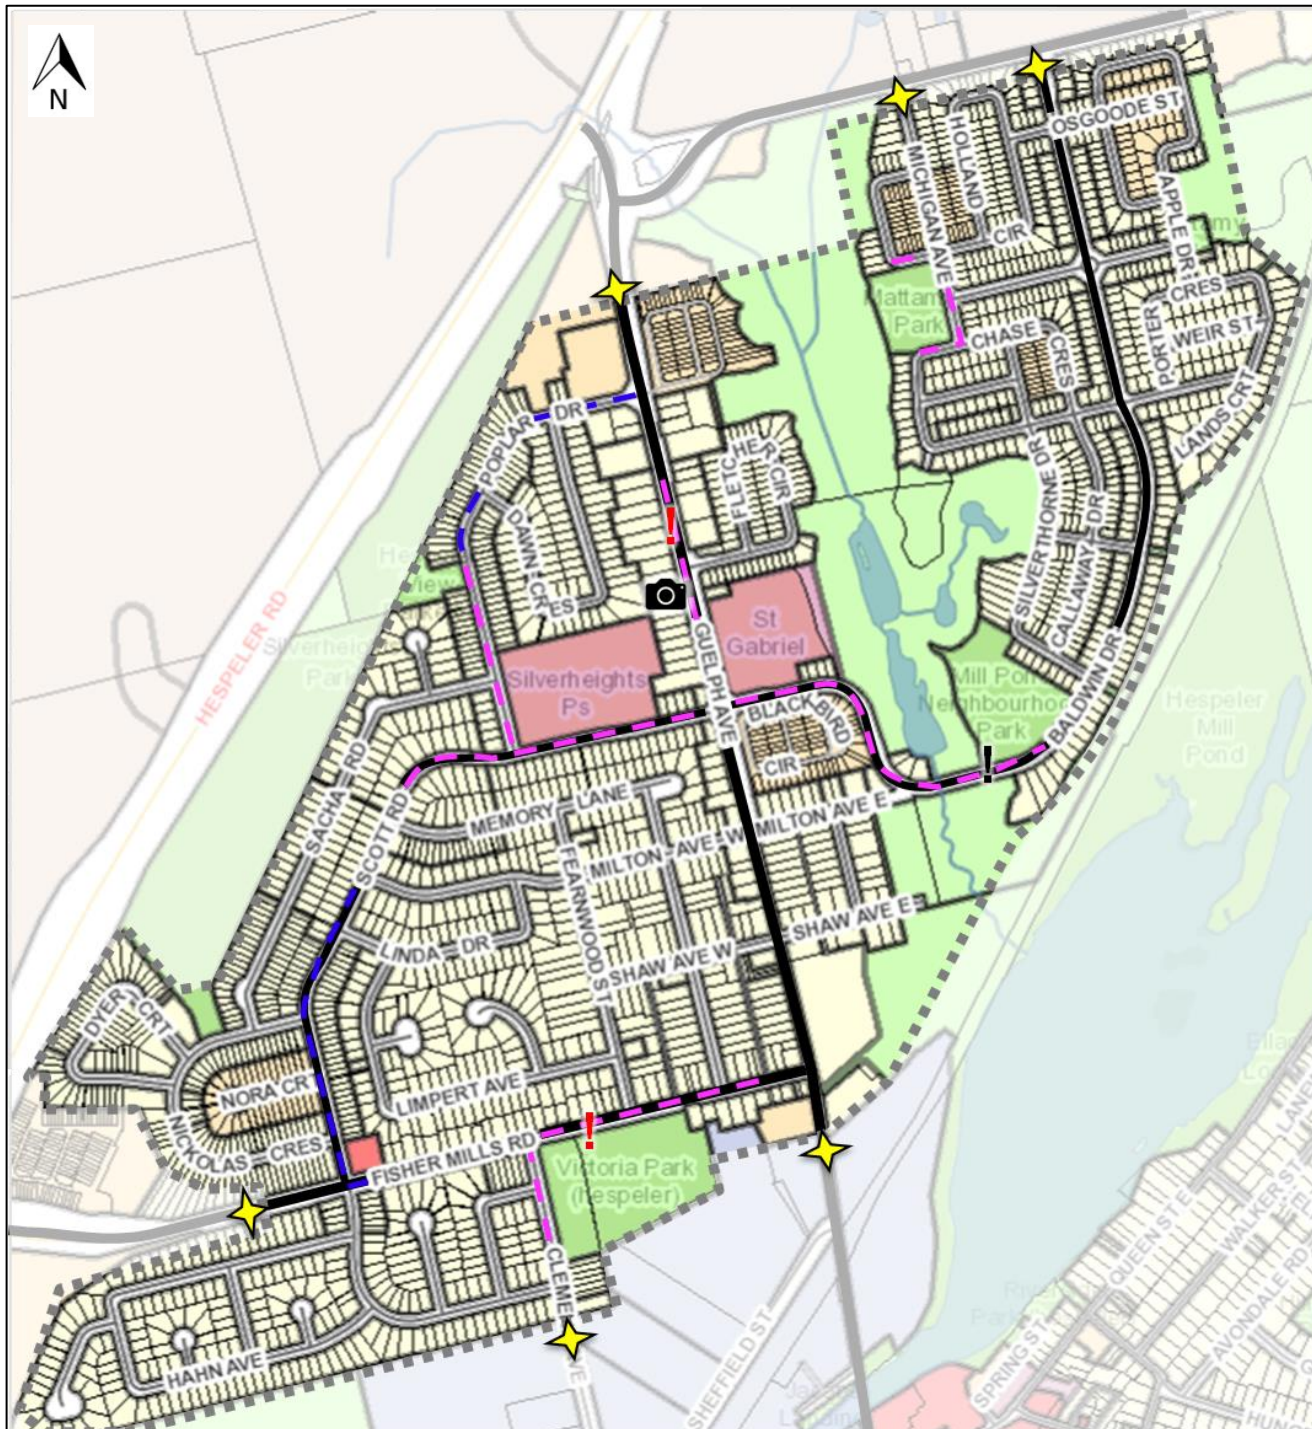 N
OSGOODE ST
HOLLAND
MICHIGAN AVE
CIR
APPLE DR
Mattamy
Park
CRES
PORTER
WEIR ST
CHASE
CRES
LANDS CRT
POPLAR DR
FLETCHER CIR
DAWN CRES
SILVERTHORNE DR
CALLAWAY DR
HESPELER RD
Silverheights
Park
View
St
Gabriel
GUELPH AVE
Silverheights
Ps
Mill Pond
Neighbourhood
Park
BALDWIN DR
Hespeler
Mill
Pond
BLACKBIRD
CIR
SACHA RD
SCOTT RD
MEMORY LANE
MILTON AVE W
MILTON AVE E
FEARNWOOD ST
LINDA DR
SHAW AVE W
SHAW AVE E
DYER CRT
NORA CR
LIMPERT AVE
NICKOLAS CRES
FISHER MILLS RD
Victoria Park
(hespeler)
QUEEN ST E
WALKER ST
AVONDALE RD
CLEME
VE
HAHN AVE
SHEFFIELD ST
SPRING ST